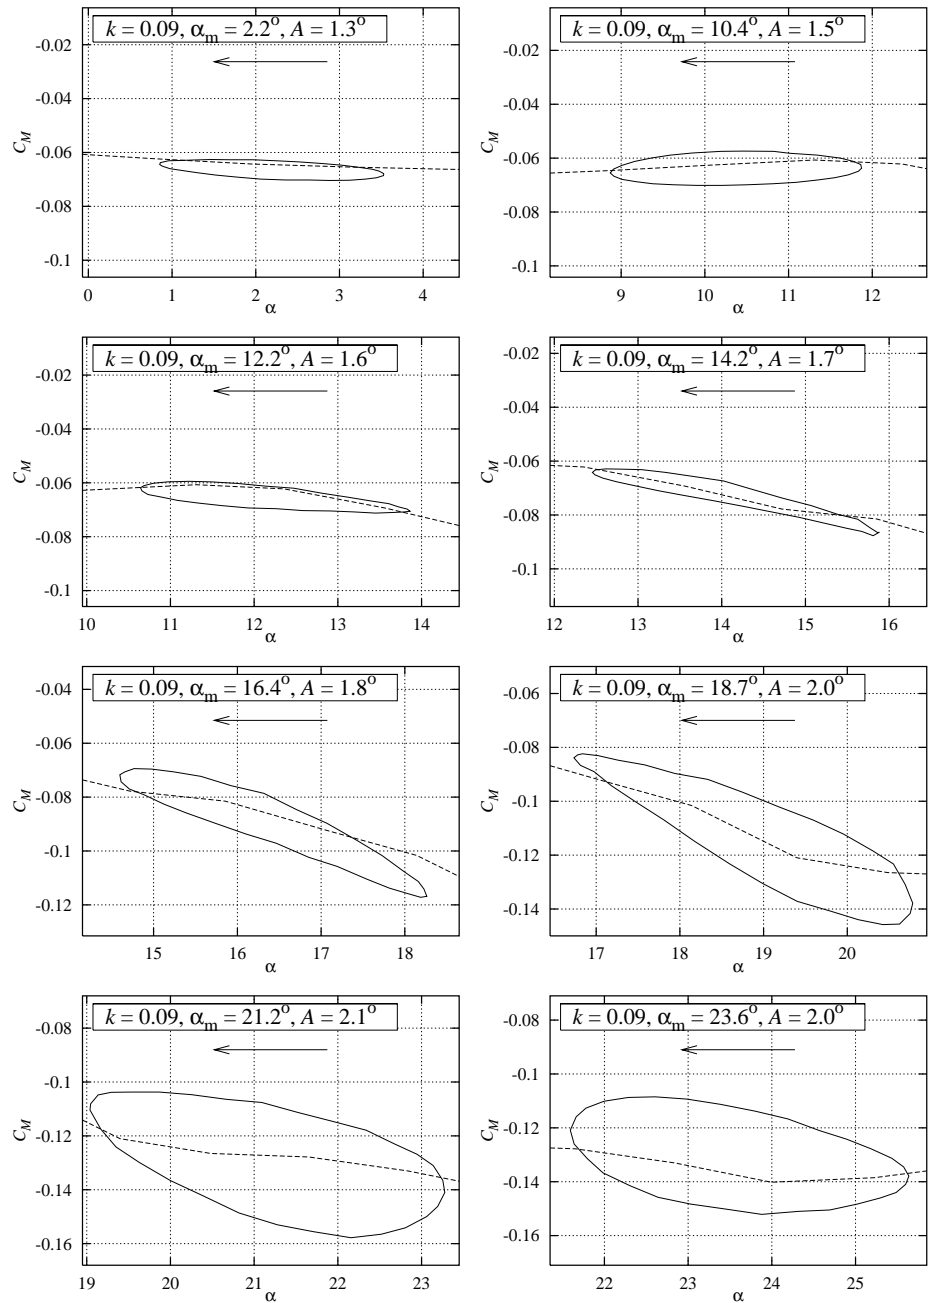 k = 0.09, αm = 2.2°, A = 1.3°
-0.02
-0.04
-0.06
-0.08
-0.1
CM
0 1 2 3 4
α
k = 0.09, αm = 10.4°, A = 1.5°
-0.02
-0.04
-0.06
-0.08
-0.1
CM
9 10 11 12
α
k = 0.09, αm = 12.2°, A = 1.6°
-0.02
-0.04
-0.06
-0.08
-0.1
CM
10 11 12 13 14
α
k = 0.09, αm = 14.2°, A = 1.7°
-0.02
-0.04
-0.06
-0.08
-0.1
CM
12 13 14 15 16
α
k = 0.09, αm = 16.4°, A = 1.8°
-0.04
-0.06
-0.08
-0.1
-0.12
CM
15 16 17 18
α
k = 0.09, αm = 18.7°, A = 2.0°
-0.06
-0.08
-0.1
-0.12
-0.14
CM
17 18 19 20
α
k = 0.09, αm = 21.2°, A = 2.1°
-0.08
-0.1
-0.12
-0.14
-0.16
CM
19 20 21 22 23
α
k = 0.09, αm = 23.6°, A = 2.0°
-0.08
-0.1
-0.12
-0.14
-0.16
CM
22 23 24 25
α